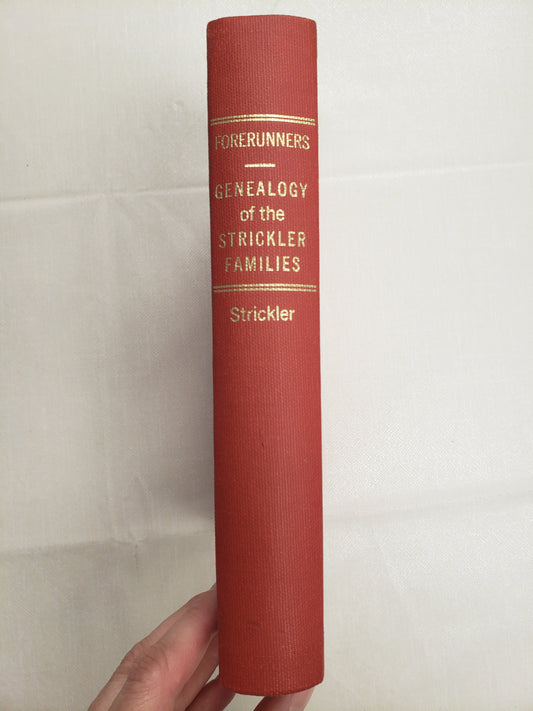 FORERUNNERS
GENEALOGY
of the
STRICKLER
FAMILIES
Strickler